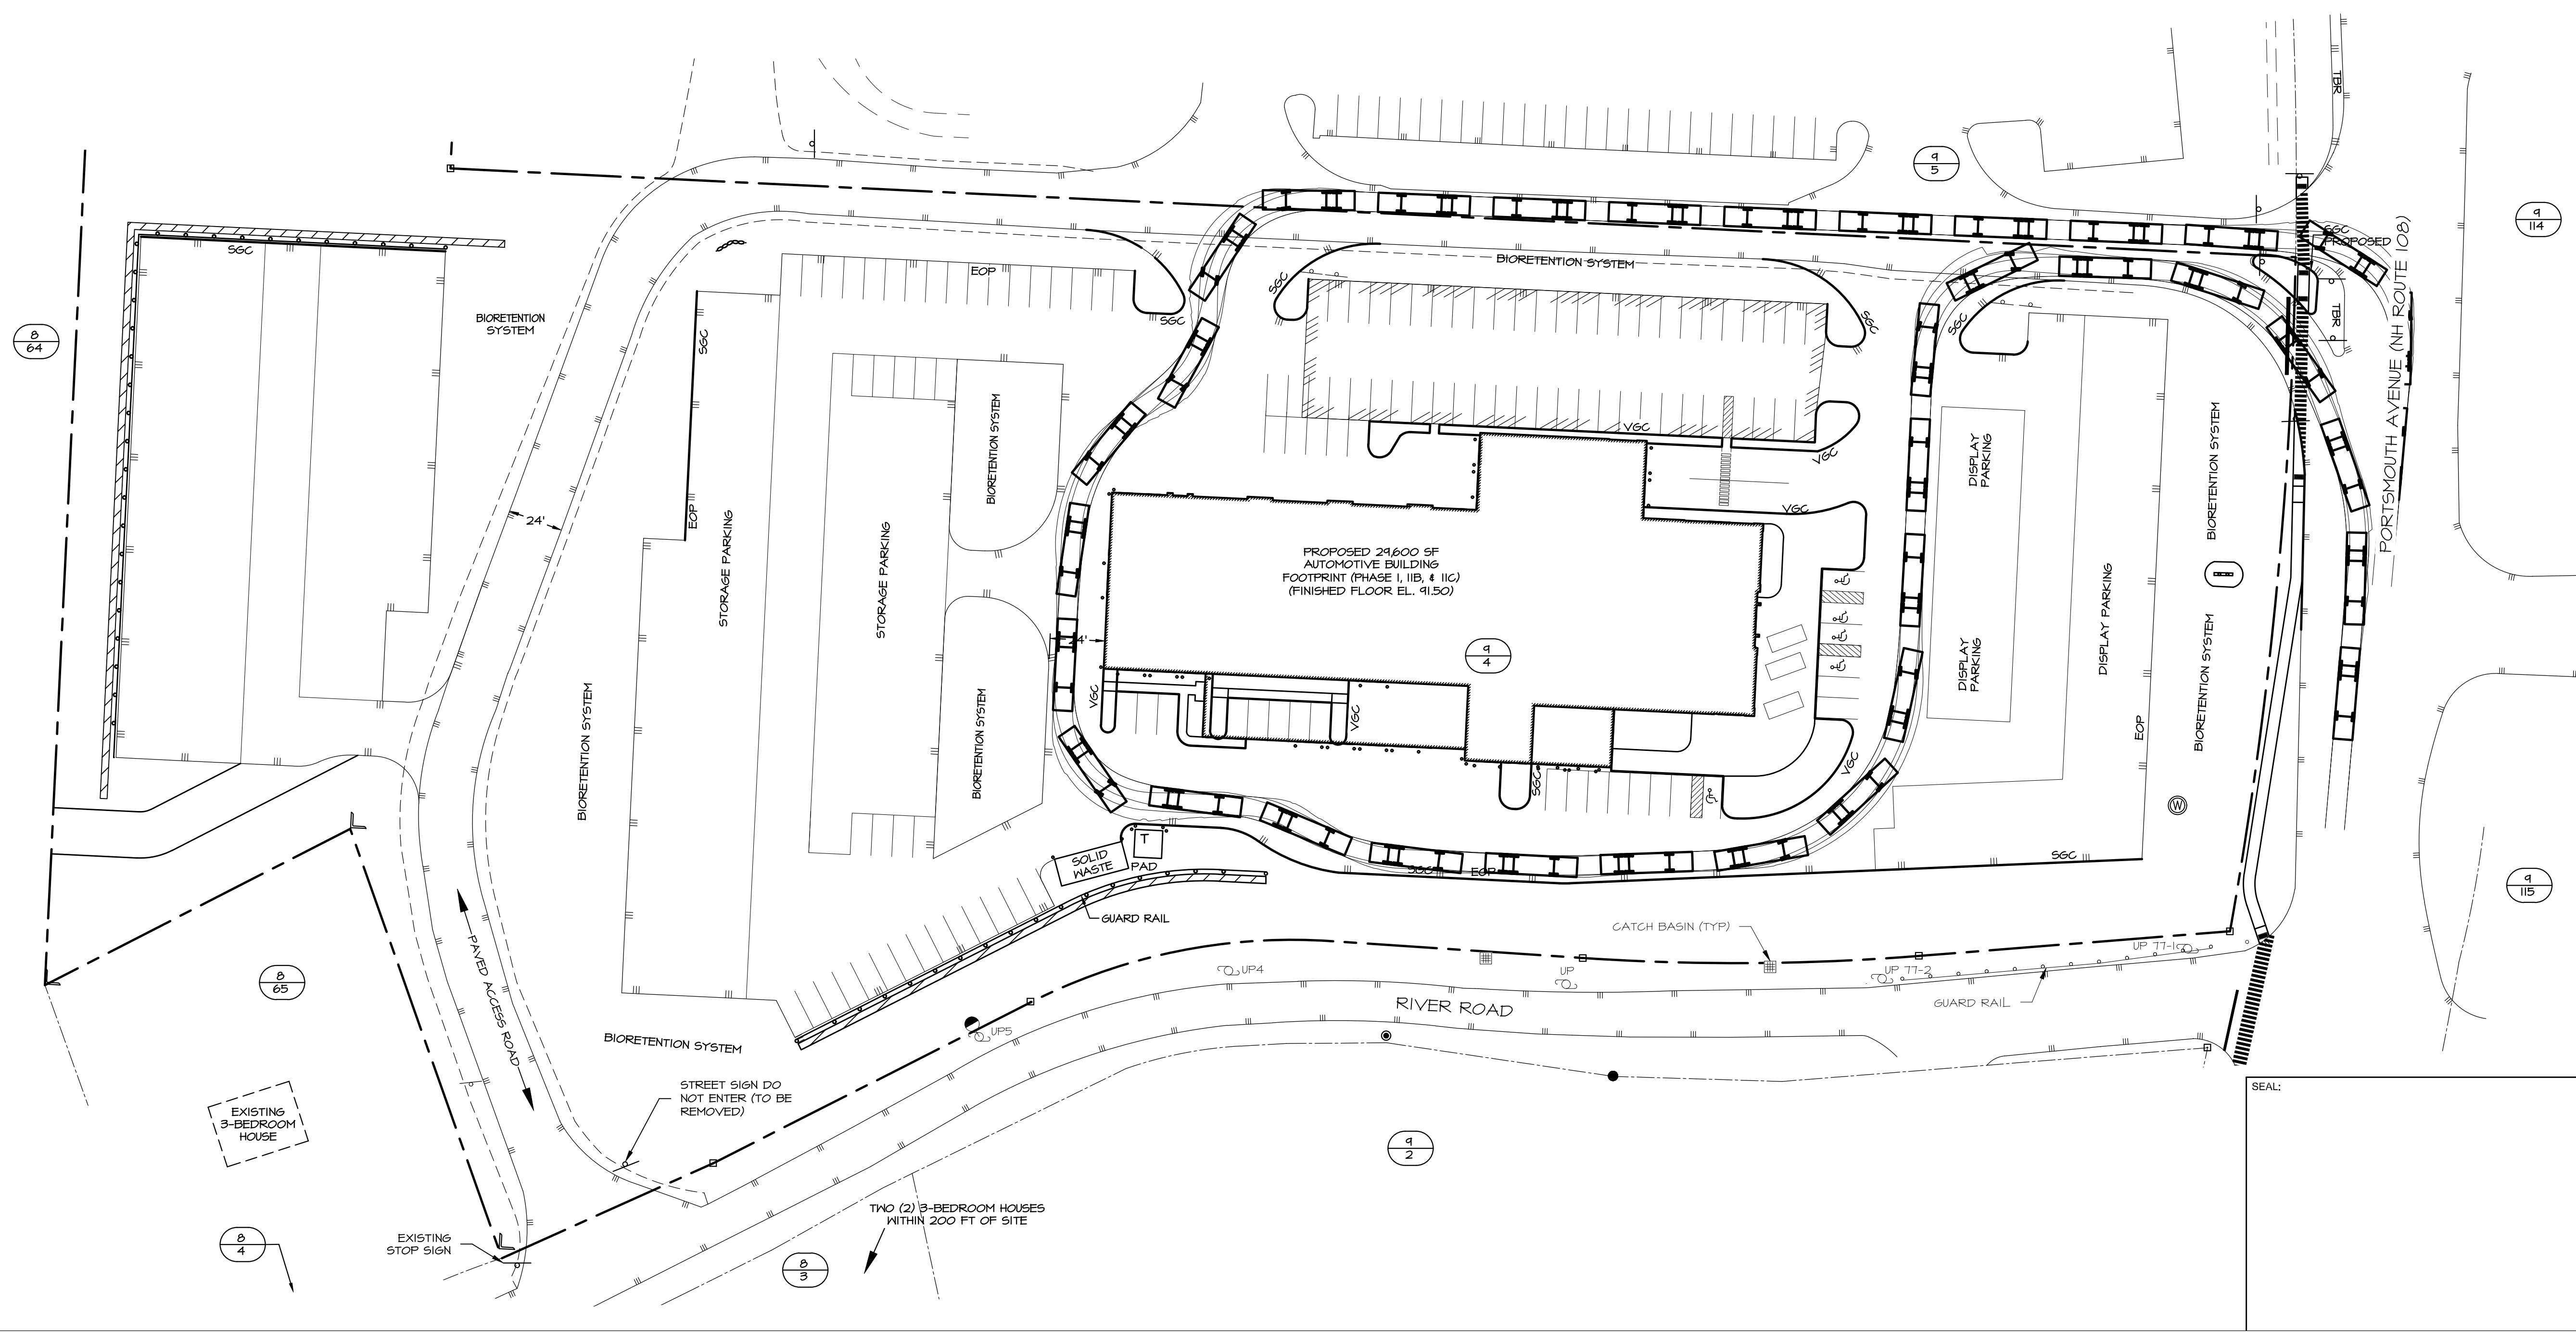 TBR
9
5
9
114
SGC
PROPOSED
SGC
BIORETENTION SYSTEM
EOP
SGC
BIORETENTION
SYSTEM
8
64
SGC
SGC
SGC
SGC
SGC
TBR
PORTSMOUTH AVENUE (NH ROUTE 108)
VGC
VGC
VGC
BIORETENTION SYSTEM
DISPLAY
PARKING
BIORETENTION SYSTEM
24'
EOP
STORAGE PARKING
STORAGE PARKING
PROPOSED 29,600 SF
AUTOMOTIVE BUILDING
FOOTPRINT (PHASE I, IIB, & IIC)
(FINISHED FLOOR EL. 91.50)
24'
9
4
DISPLAY
PARKING
DISPLAY PARKING
BIORETENTION SYSTEM
EOP
BIORETENTION SYSTEM
BIORETENTION SYSTEM
VGC
VGC
VGC
SGC
W
SOLID
WASTE
T
PAD
SGC
EOP
SGC
9
115
GUARD RAIL
CATCH BASIN (TYP)
UP 77-1
UP4
UP
UP 77-2
GUARD RAIL
8
65
PAVED ACCESS ROAD
RIVER ROAD
UP5
BIORETENTION SYSTEM
STREET SIGN DO
NOT ENTER (TO BE
REMOVED)
SEAL:
EXISTING
3-BEDROOM
HOUSE
9
2
TWO (2) 3-BEDROOM HOUSES
WITHIN 200 FT OF SITE
8
4
EXISTING
STOP SIGN
8
3